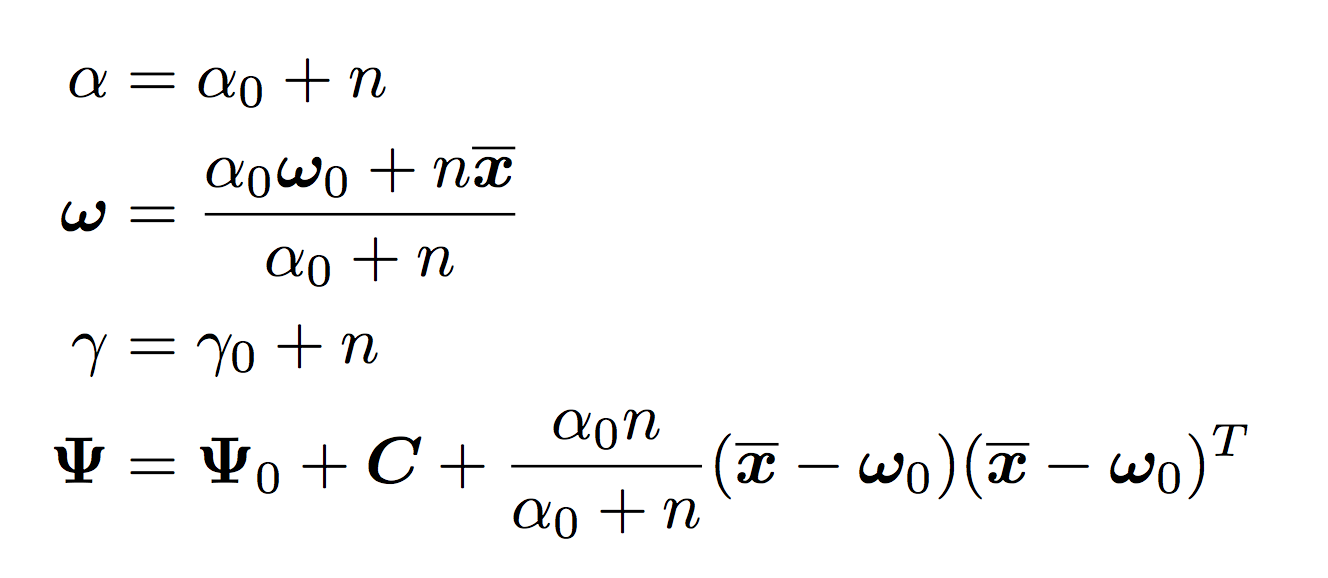 α = α₀ + n
𝝎 = (α₀𝝎₀ + n𝒙̅) / (α₀ + n)
γ = γ₀ + n
𝚿 = 𝚿₀ + 𝑪 + (α₀n) / (α₀ + n) (𝒙̅ − 𝝎₀)(𝒙̅ − 𝝎₀)ᵀ